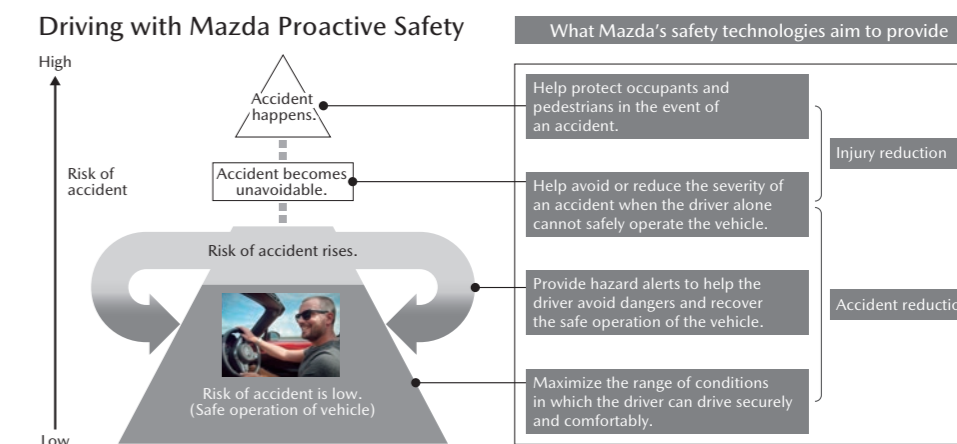 Driving with Mazda Proactive Safety
What Mazda's safety technologies aim to provide
High
Risk of
accident
Low
Accident
happens.
Accident becomes
unavoidable.
Risk of accident rises.
Risk of accident is low.
(Safe operation of vehicle)
Help protect occupants and
pedestrians in the event of
an accident.
Help avoid or reduce the severity of
an accident when the driver alone
cannot safely operate the vehicle.
Provide hazard alerts to help the
driver avoid dangers and recover
the safe operation of the vehicle.
Maximize the range of conditions
in which the driver can drive securely
and comfortably.
Injury reduction
Accident reductio